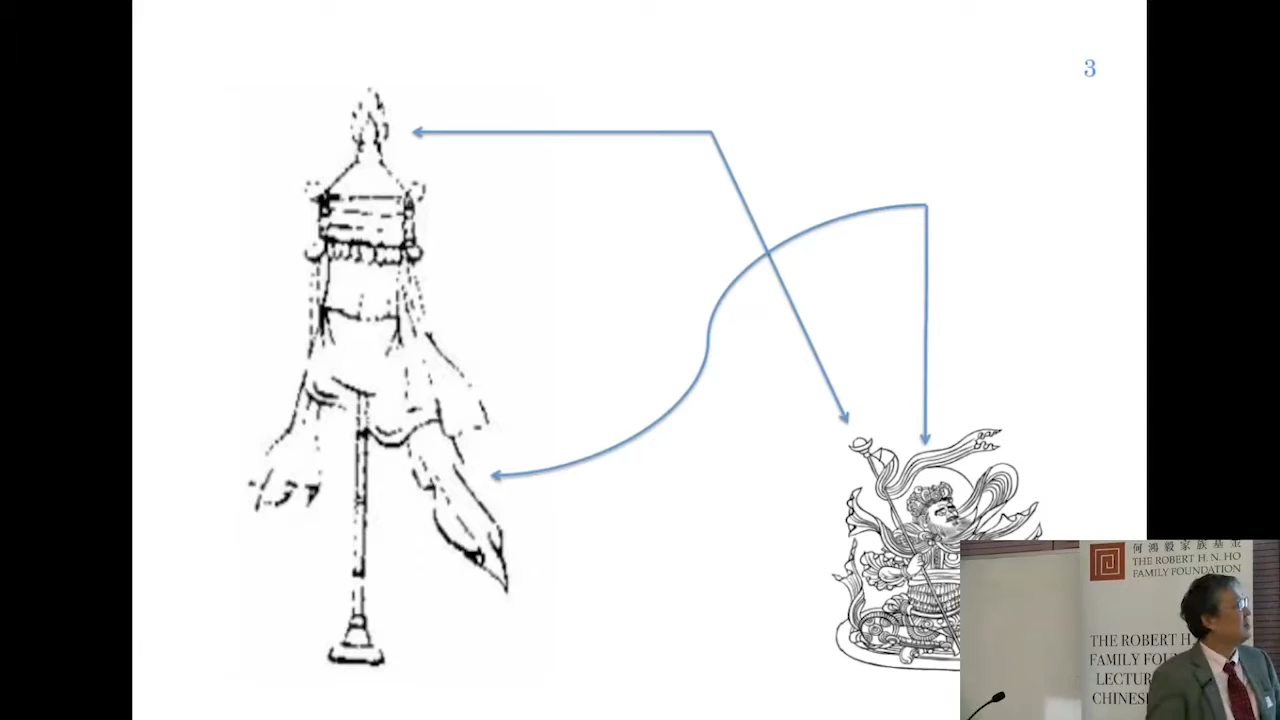 3
何鴻毅家族基金
THE ROBERT H. N. HO
FAMILY FOUNDATION
THE ROBERT H
FAMILY FOU
LECTUR
CHINES